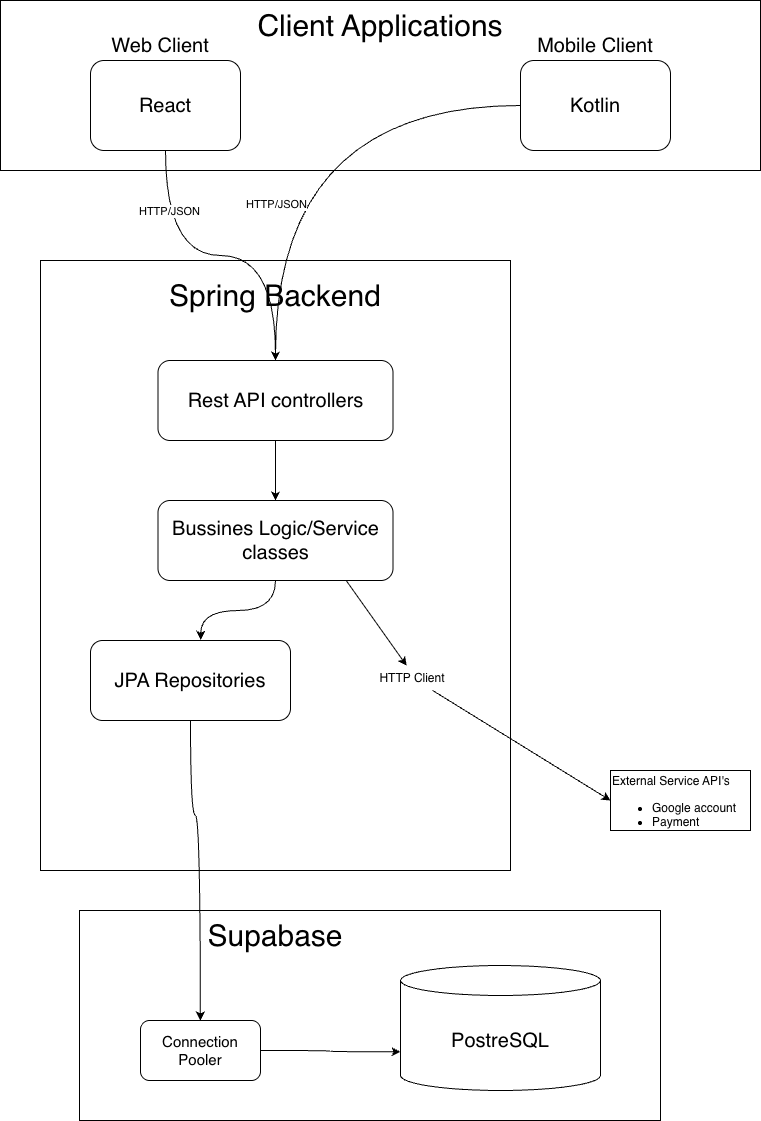 Client Applications
Web Client
Mobile Client
React
Kotlin
HTTP/JSON
HTTP/JSON
Spring Backend
Rest API controllers
Bussines Logic/Service
classes
JPA Repositories
HTTP Client
External Service API's
Google account
Payment
Supabase
Connection
Pooler
PostreSQL